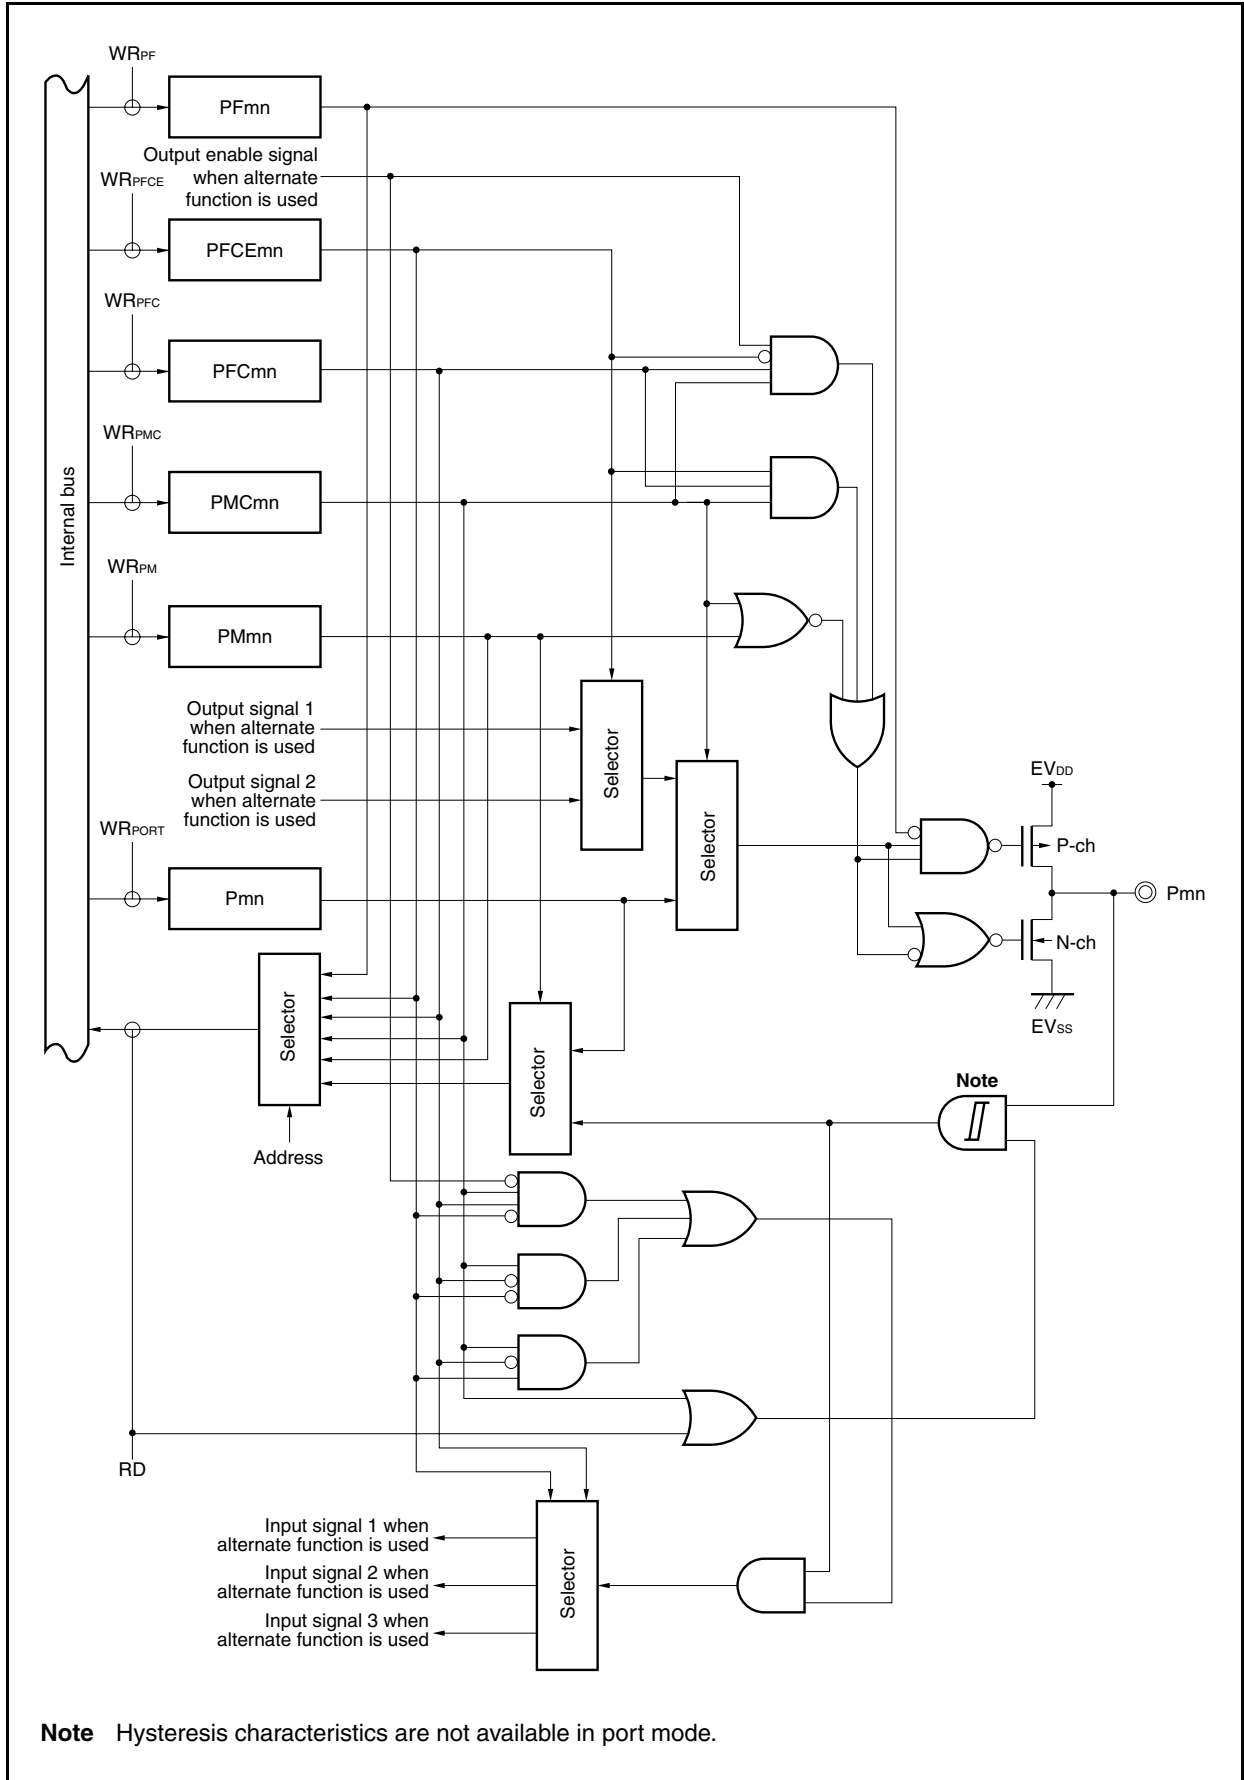 WRPF
PFmn
Output enable signal
when alternate
function is used
WRPFCE
PFCEmn
WRPFC
PFCmn
WRPMC
PMCmn
Internal bus
WRPM
PMmn
Output signal 1
when alternate
function is used
Output signal 2
when alternate
function is used
Selector
Selector
EVDD
P-ch
WRPORT
Pmn
Pmn
N-ch
EVSS
Selector
Selector
Note
Address
RD
Input signal 1 when
alternate function is used
Input signal 2 when
alternate function is used
Input signal 3 when
alternate function is used
Selector
Note Hysteresis characteristics are not available in port mode.